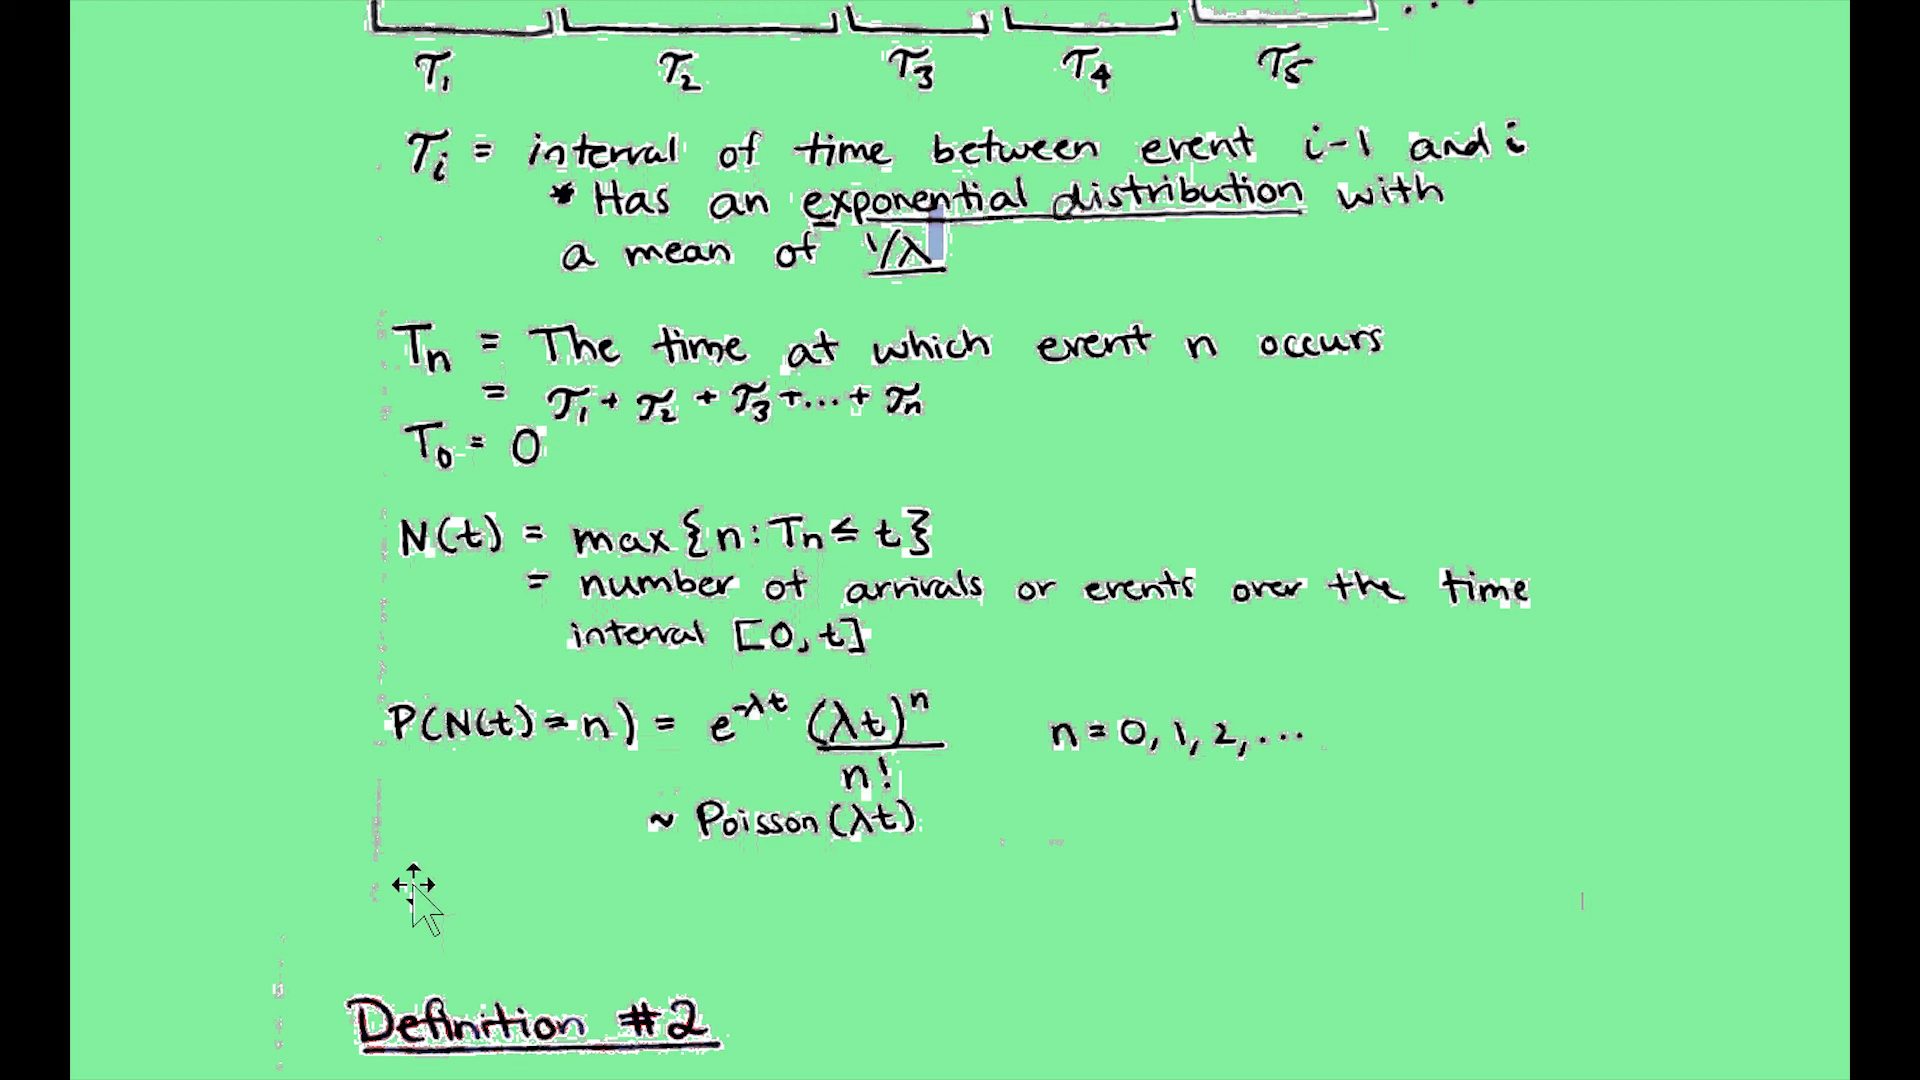 τ₁ τ₂ τ₃ τ₄ τ₅ ...
τᵢ = interval of time between event i-1 and i
* Has an exponential distribution with
a mean of 1/λ
Tₙ = The time at which event n occurs
= τ₁ + τ₂ + τ₃ + ... + τₙ
T₀ = 0
N(t) = max {n : Tₙ ≤ t}
= number of arrivals or events over the time
interval [0, t]
P(N(t) = n) = e^-λt (λt)^n / n! n = 0, 1, 2, ...
~ Poisson (λt)
Definition #2